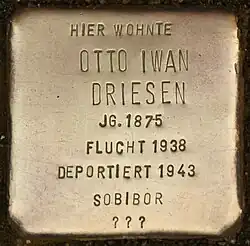 HIER WOHNTE
OTTO IWAN
DRIESEN
JG. 1875
FLUCHT 1938
DEPORTIERT 1943
SOBIBOR
???